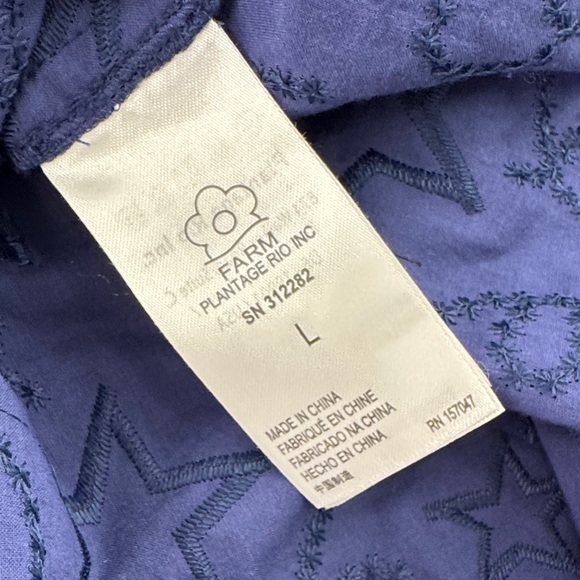 FARM
PLANTAGE RIO INC
SN 312282
L
MADE IN CHINA
FABRIQUÉ EN CHINE
FABRICADO NA CHINA
HECHO EN CHINA
中国制造
RN 157047